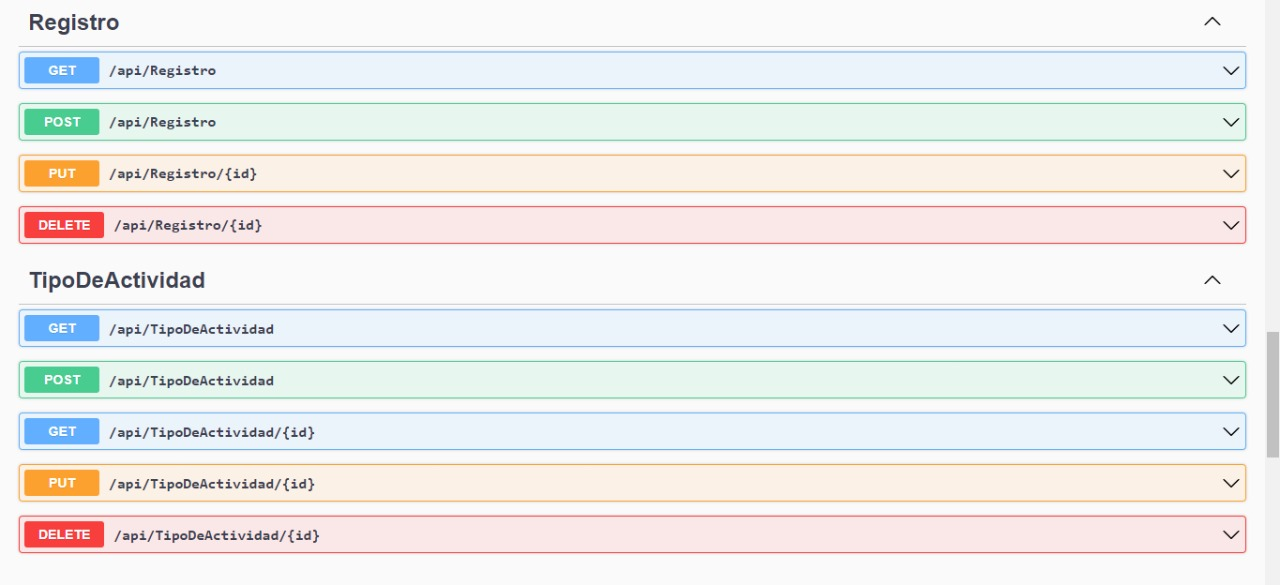 Registro
GET /api/Registro
POST /api/Registro
PUT /api/Registro/{id}
DELETE /api/Registro/{id}
TipoDeActividad
GET /api/TipoDeActividad
POST /api/TipoDeActividad
GET /api/TipoDeActividad/{id}
PUT /api/TipoDeActividad/{id}
DELETE /api/TipoDeActividad/{id}